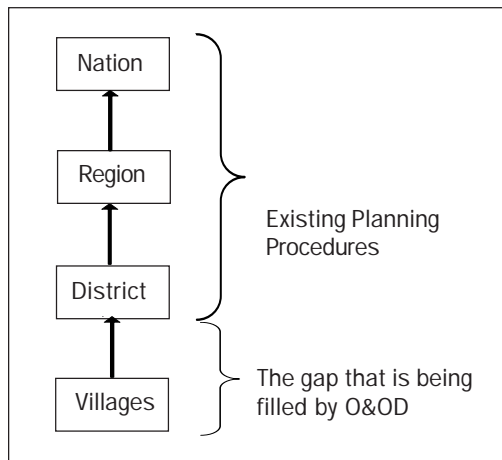 Nation
Region
Existing Planning
Procedures
District
The gap that is being
filled by O&OD
Villages